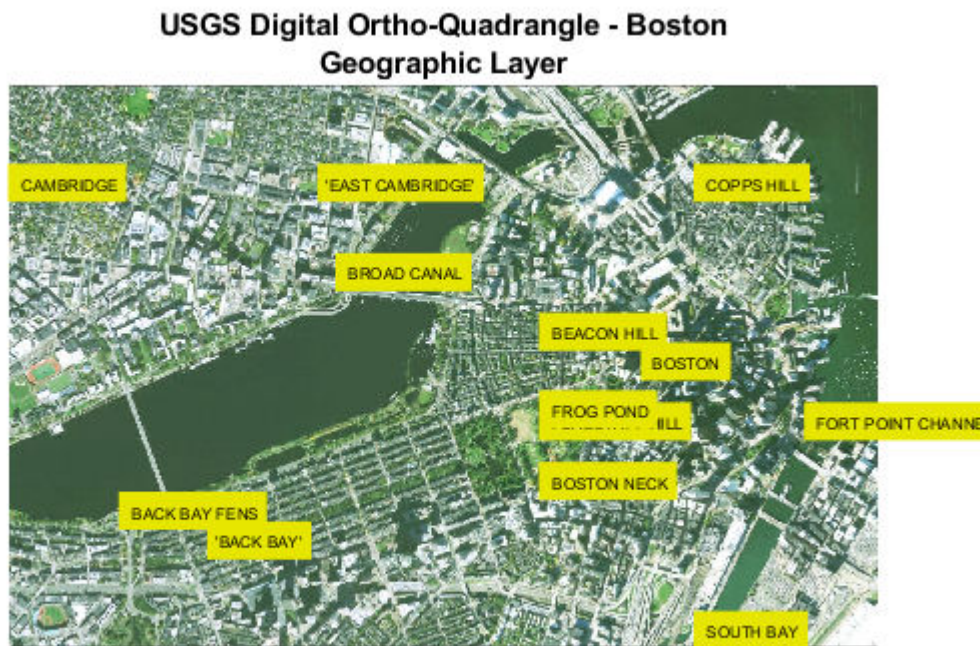 USGS Digital Ortho-Quadrangle - Boston
Geographic Layer
CAMBRIDGE
'EAST CAMBRIDGE'
COPPS HILL
BROAD CANAL
BEACON HILL
BOSTON
FROG POND
FORT POINT CHANNE
BOSTON NECK
BACK BAY FENS
'BACK BAY'
SOUTH BAY